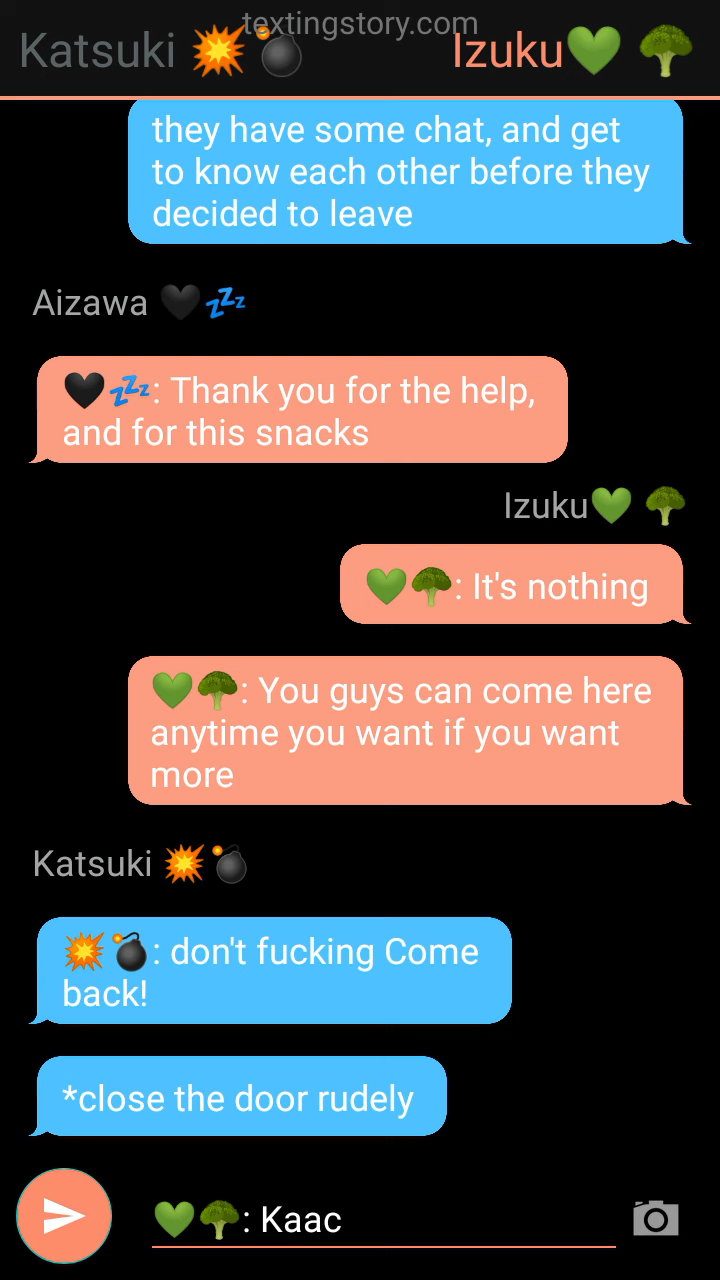 textingstory.com
Katsuki 💥💣 Izuku💚 🥦
they have some chat, and get
to know each other before they
decided to leave
Aizawa 🖤💤
🖤💤: Thank you for the help,
and for this snacks
Izuku💚 🥦
💚🥦: It's nothing
💚🥦: You guys can come here
anytime you want if you want
more
Katsuki 💥💣
💥💣: don't fucking Come
back!
*close the door rudely
💚🥦: Kaac